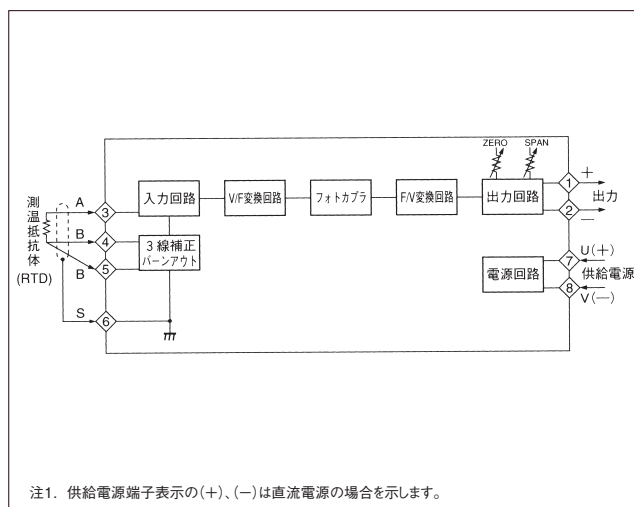 ZERO SPAN
測温抵抗体
(RTD)
A
B
B
S
3
4
5
6
入力回路
3線補正
バーンアウト
V/F変換回路
フォトカプラ
F/V変換回路
出力回路
電源回路
1
2
7
8
+
出力
—
U(+)
供給電源
V(—)
注1. 供給電源端子表示の(+)、(—)は直流電源の場合を示します。